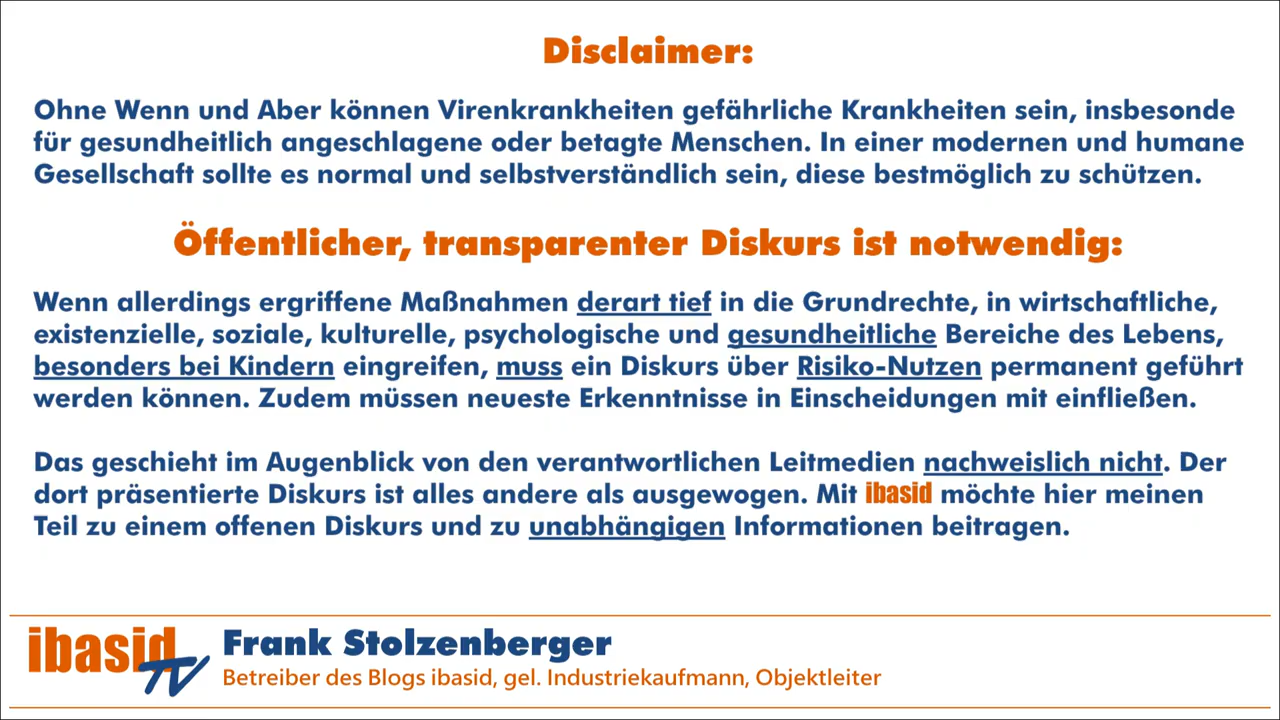 Disclaimer:
Ohne Wenn und Aber können Virenkrankheiten gefährliche Krankheiten sein, insbesonde
für gesundheitlich angeschlagene oder betagte Menschen. In einer modernen und humane
Gesellschaft sollte es normal und selbstverständlich sein, diese bestmöglich zu schützen.
Öffentlicher, transparenter Diskurs ist notwendig:
Wenn allerdings ergriffene Maßnahmen derart tief in die Grundrechte, in wirtschaftliche,
existenzielle, soziale, kulturelle, psychologische und gesundheitliche Bereiche des Lebens,
besonders bei Kindern eingreifen, muss ein Diskurs über Risiko-Nutzen permanent geführt
werden können. Zudem müssen neueste Erkenntnisse in Einscheidungen mit einfließen.
Das geschieht im Augenblick von den verantwortlichen Leitmedien nachweislich nicht. Der
dort präsentierte Diskurs ist alles andere als ausgewogen. Mit ibasid möchte hier meinen
Teil zu einem offenen Diskurs und zu unabhängigen Informationen beitragen.
ibasid TV
Frank Stolzenberger
Betreiber des Blogs ibasid, gel. Industriekaufmann, Objektleiter